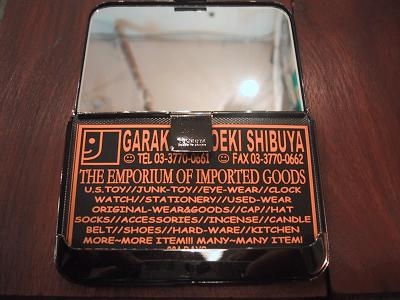 GARAK OEKI SHIBUYA
TEL 03-3770-0661 FAX 03-3770-0662
THE EMPORIUM OF IMPORTED GOODS
U.S.TOY//JUNK-TOY//EYE-WEAR//CLOCK
WATCH//STATIONERY//USED-WEAR
ORIGINAL-WEAR&GOODS//CAP//HAT
SOCKS//ACCESSORIES//INCENSE//CANDLE
BELT//SHOES//HARD-WARE//KITCHEN
MORE~MORE ITEM!!! MANY~MANY ITEM!